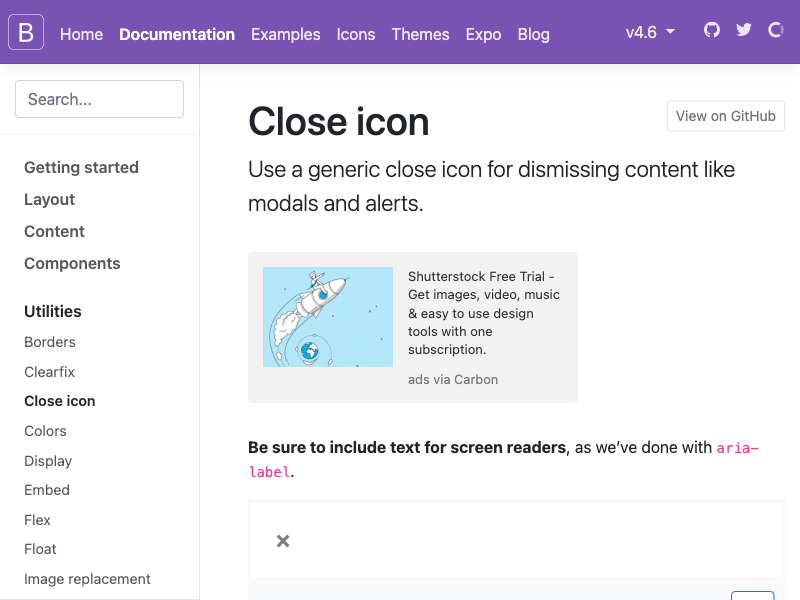 B Home Documentation Examples Icons Themes Expo Blog v4.6
Search...
Getting started
Layout
Content
Components
Utilities
Borders
Clearfix
Close icon
Colors
Display
Embed
Flex
Float
Image replacement
Close icon
View on GitHub
Use a generic close icon for dismissing content like
modals and alerts.
Shutterstock Free Trial -
Get images, video, music
& easy to use design
tools with one
subscription.
ads via Carbon
Be sure to include text for screen readers, as we’ve done with aria-
label.
×